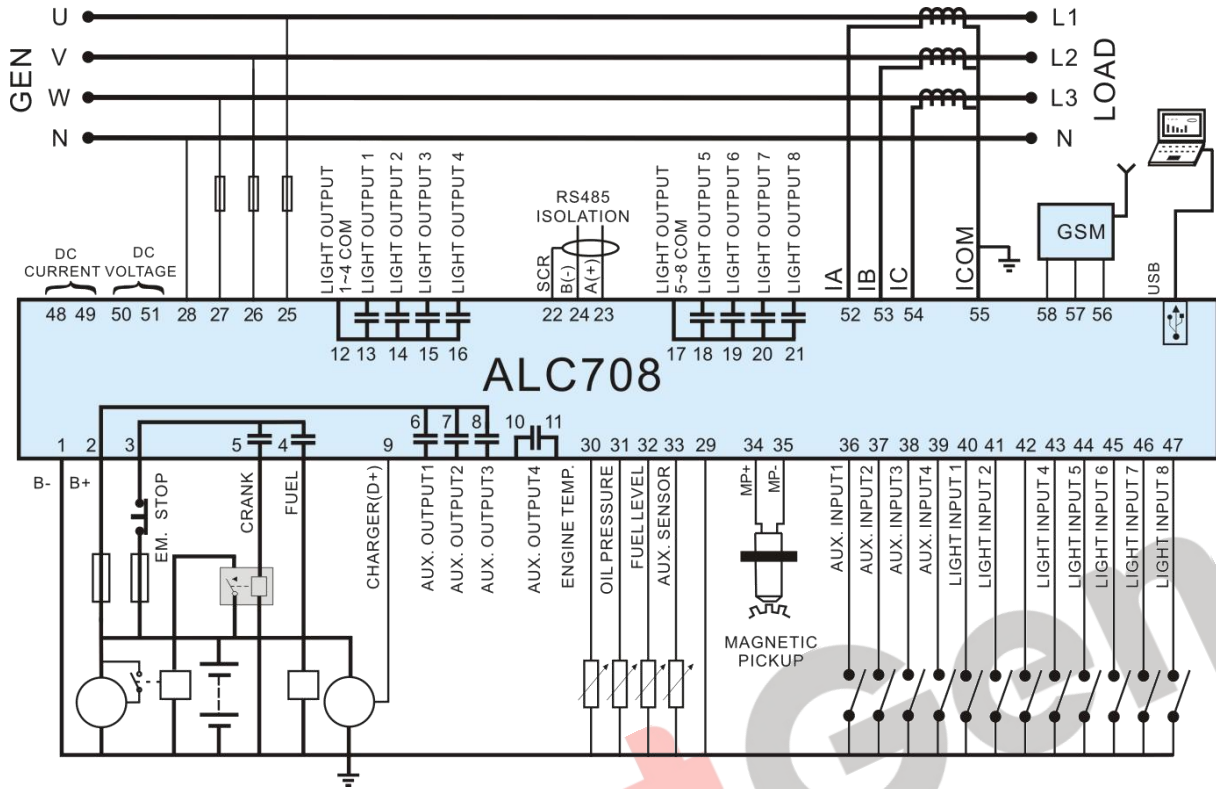 GEN
U
V
W
N
L1
L2
L3
N
LOAD
DC
CURRENT
DC
VOLTAGE
LIGHT OUTPUT
1~4 COM
LIGHT OUTPUT 1
LIGHT OUTPUT 2
LIGHT OUTPUT 3
LIGHT OUTPUT 4
RS485
ISOLATION
SCR
B(-)
A(+)
LIGHT OUTPUT
5~8 COM
LIGHT OUTPUT 5
LIGHT OUTPUT 6
LIGHT OUTPUT 7
LIGHT OUTPUT 8
IA
IB
IC
ICOM
GSM
USB
48 49 50 51 28 27 26 25 22 24 23 52 53 54 55 58 57 56
12 13 14 15 16 17 18 19 20 21
ALC708
1 2 3 5 4 9 6 7 8 10 11 30 31 32 33 29 34 35 36 37 38 39 40 41 42 43 44 45 46 47
B-
B+
EM. STOP
CRANK
FUEL
CHARGER(D+)
AUX. OUTPUT1
AUX. OUTPUT2
AUX. OUTPUT3
AUX. OUTPUT4
ENGINE TEMP.
OIL PRESSURE
FUEL LEVEL
AUX. SENSOR
MP+
MP-
MAGNETIC
PICKUP
AUX. INPUT1
AUX. INPUT2
AUX. INPUT3
AUX. INPUT4
LIGHT INPUT 1
LIGHT INPUT 2
LIGHT INPUT 4
LIGHT INPUT 5
LIGHT INPUT 6
LIGHT INPUT 7
LIGHT INPUT 8
Gen